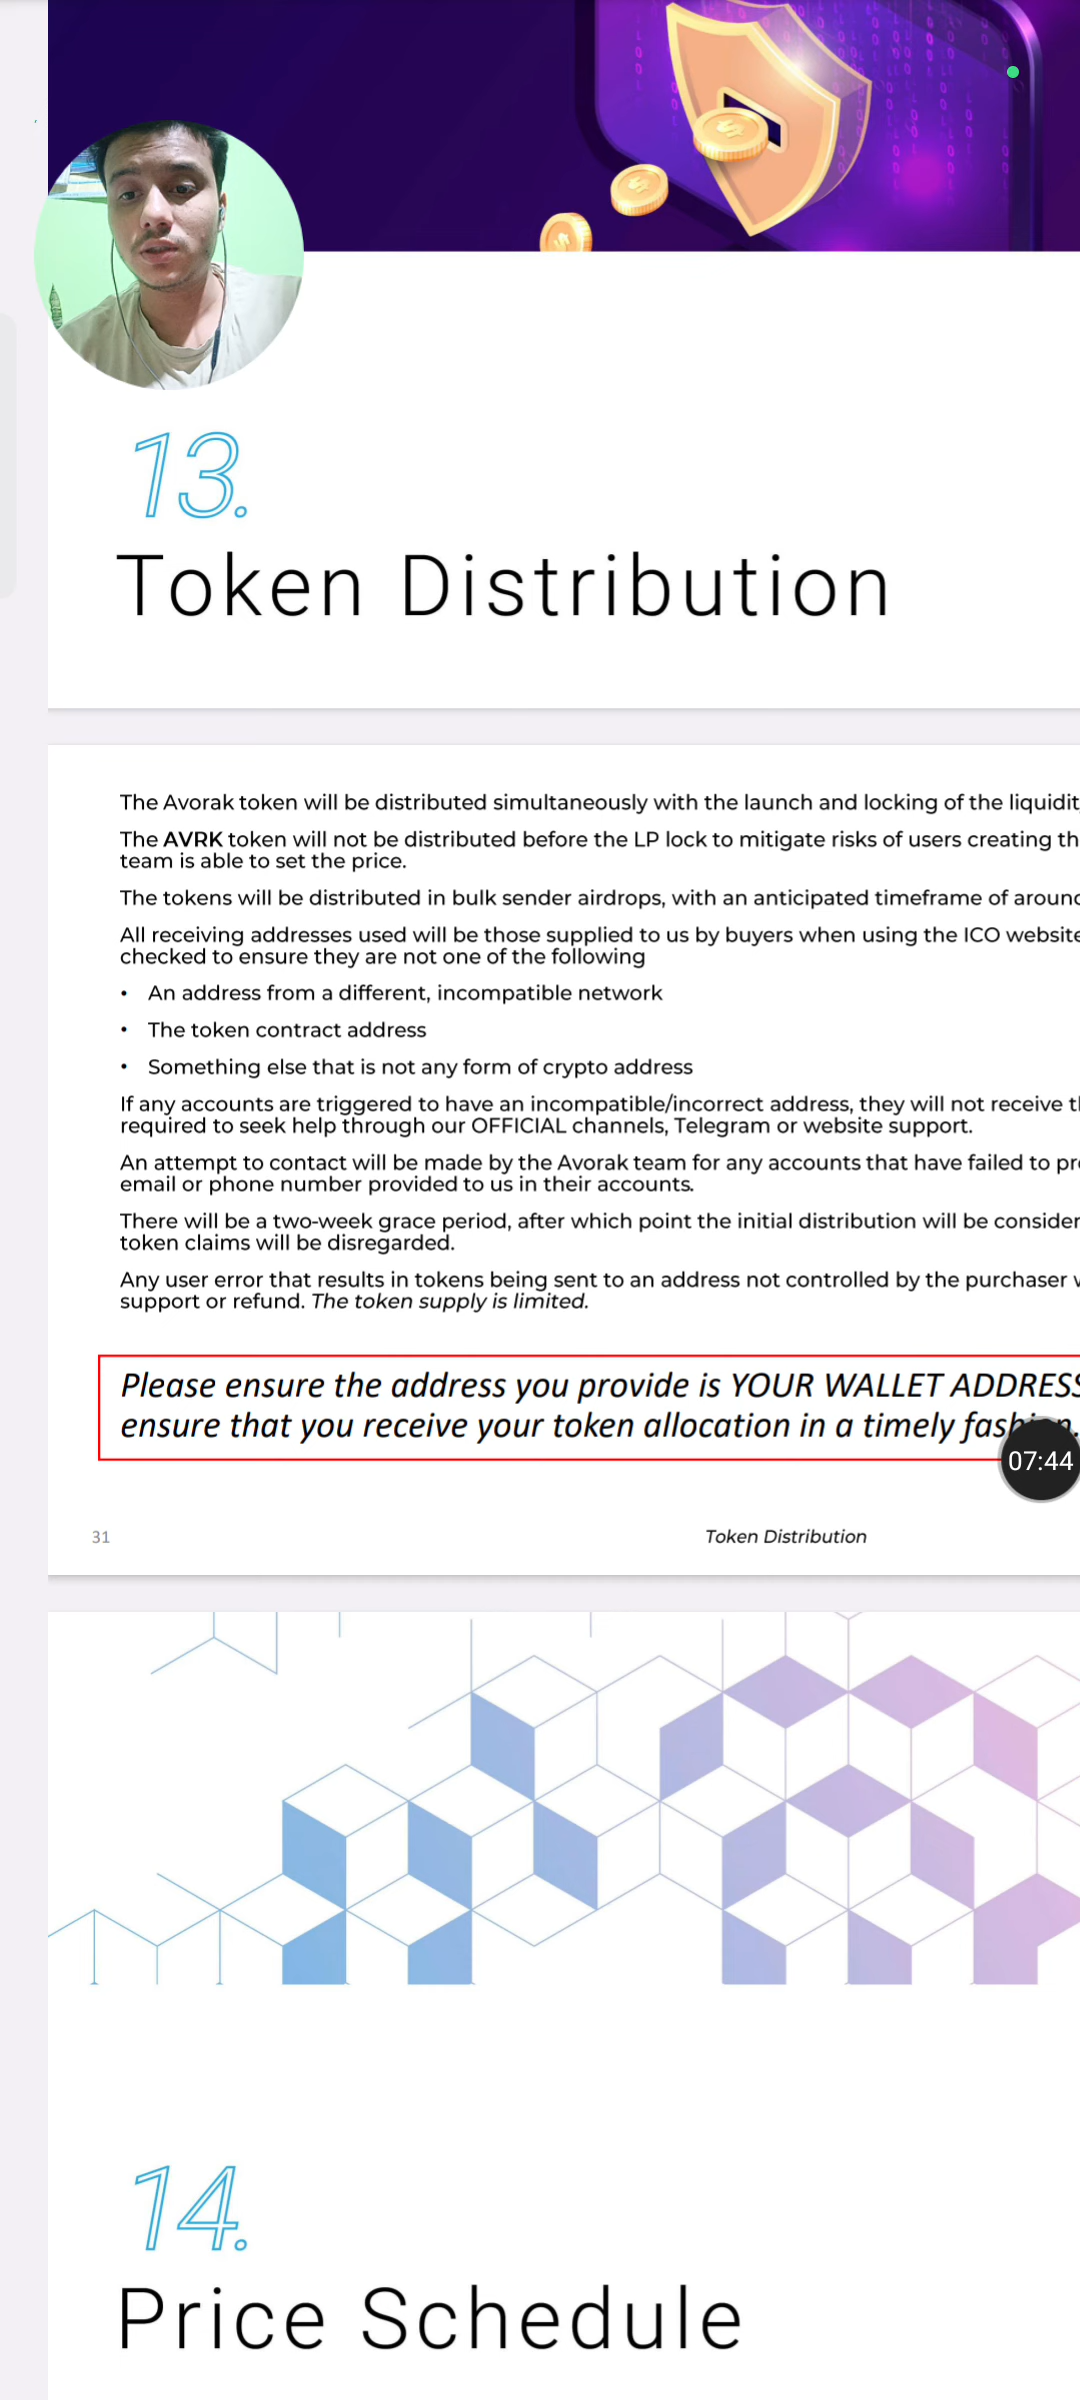 13.
Token Distribution
The Avorak token will be distributed simultaneously with the launch and locking of the
The AVRK token will not be distributed before the LP lock to mitigate risks of users creating
team is able to set the price.
The tokens will be distributed in bulk sender airdrops, with an anticipated timeframe of
All receiving addresses used will be those supplied to us by buyers when using the ICO website
checked to ensure they are not one of the following
• An address from a different, incompatible network
• The token contract address
• Something else that is not any form of crypto address
If any accounts are triggered to have an incompatible/incorrect address, they will not receive
required to seek help through our OFFICIAL channels, Telegram or website support.
An attempt to contact will be made by the Avorak team for any accounts that have failed to
email or phone number provided to us in their accounts.
There will be a two-week grace period, after which point the initial distribution will be
token claims will be disregarded.
Any user error that results in tokens being sent to an address not controlled by the purchaser
support or refund. The token supply is limited.
Please ensure the address you provide is YOUR WALLET ADDRESS
ensure that you receive your token allocation in a timely
07:44
31
Token Distribution
14.
Price Schedule